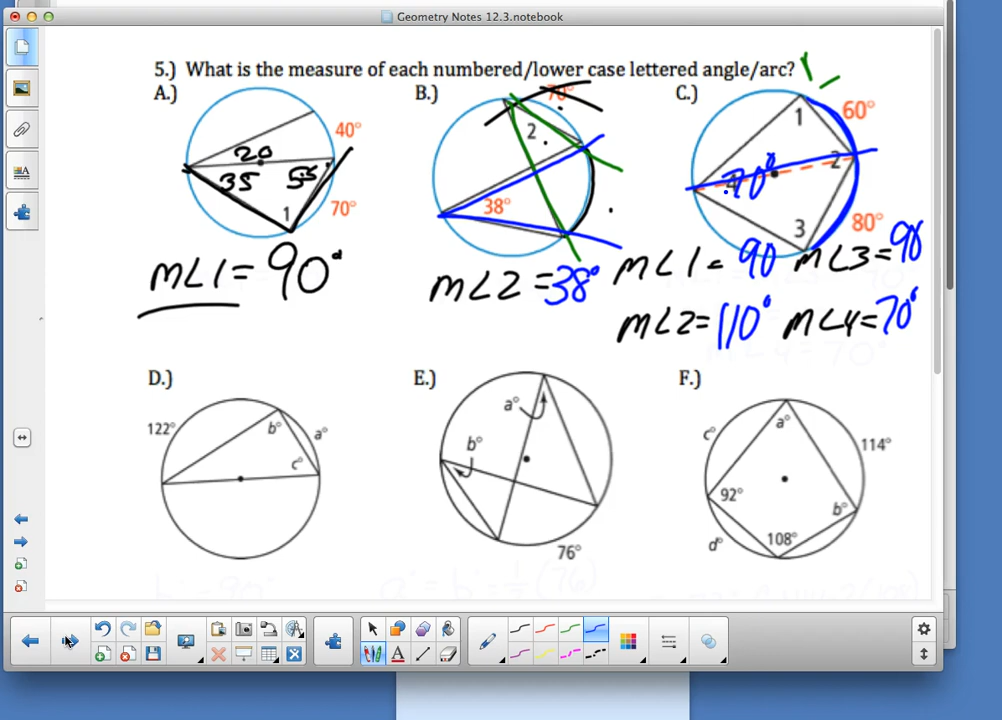 Geometry Notes 12.3.notebook
5.) What is the measure of each numbered/lower case lettered angle/arc?
A.) B.) C.)
40°
20
35 55
1
70°
m∠1 = 90°
70°
2
38°
m∠2 = 38°
1 60°
2
70°
3 80°
m∠1 = 90 m∠3 = 90
m∠2 = 110° m∠4 = 70°
D.) E.) F.)
122° b° a°
c°
a°
b°
76°
c° a° 114°
92° b°
d° 108°
A